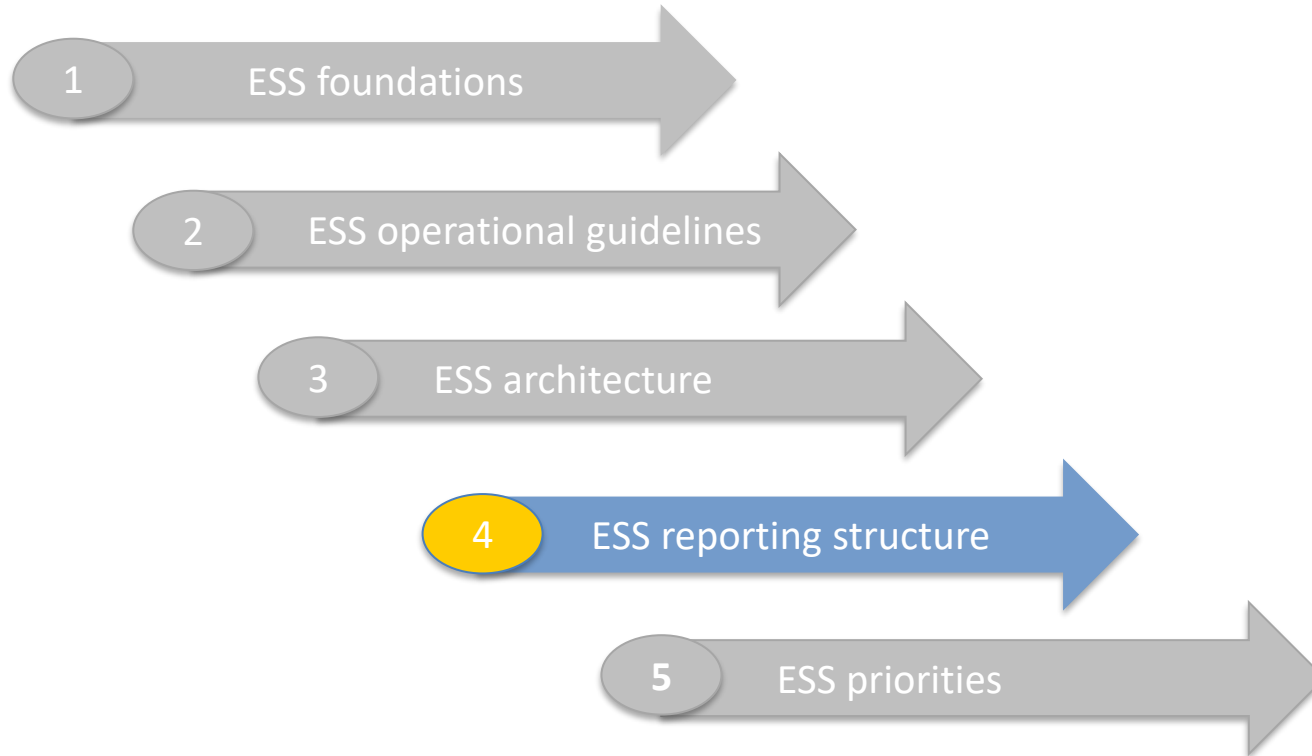 1 ESS foundations
2 ESS operational guidelines
3 ESS architecture
4 ESS reporting structure
5 ESS priorities